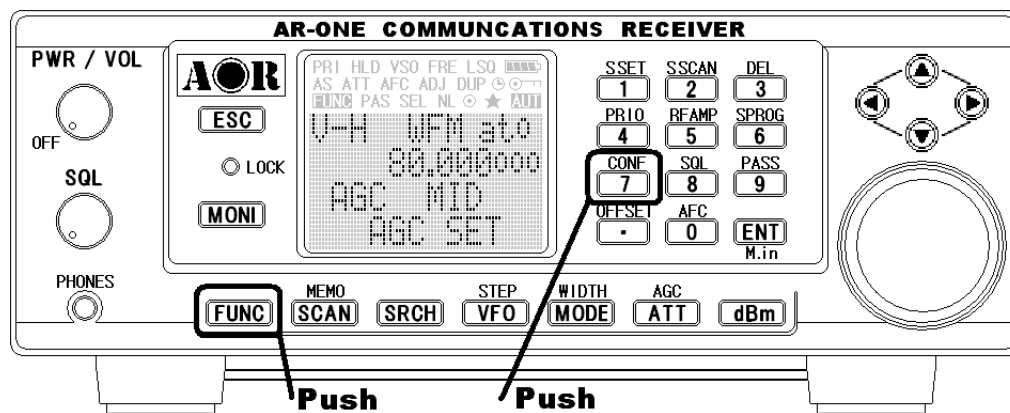 AR-ONE COMMUNCATIONS RECEIVER
PWR / VOL
OFF
SQL
PHONES
AOR
ESC
LOCK
MONI
PRI HLD VSO FRE LSQ
AS ATT AFC ADJ DUP
FUNC PAS SEL NL ★ AUT
V-H WFM ato
80.000000
AGC MID
AGC SET
SSET SSCAN DEL
1 2 3
PRIO RFAMP SPROG
4 5 6
CONF SQL PASS
7 8 9
OFFSET AFC
. 0 ENT
M.in
MEMO STEP WIDTH AGC
FUNC SCAN SRCH VFO MODE ATT dBm
Push Push